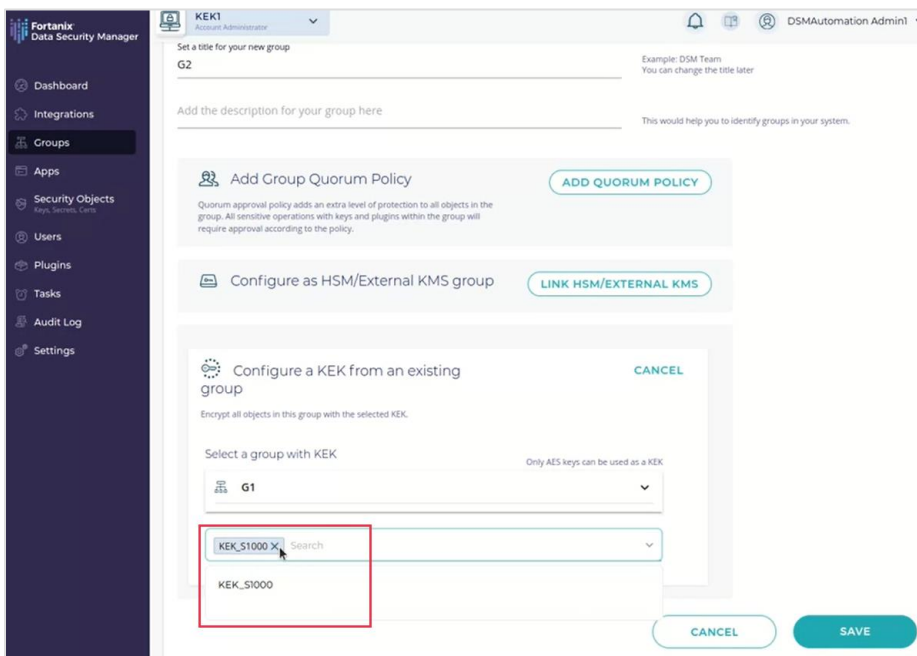 Fortanix®
Data Security Manager
KEK1
Account Administrator
DSMAutomation Admin1
Dashboard
Integrations
Groups
Apps
Security Objects
Keys, Secrets, Certs
Users
Plugins
Tasks
Audit Log
Settings
Set a title for your new group
G2
Example: DSM Team
You can change the title later
Add the description for your group here
This would help you to identify groups in your system.
Add Group Quorum Policy
ADD QUORUM POLICY
Quorum approval policy adds an extra level of protection to all objects in the
group. All sensitive operations with keys and plugins within the group will
require approval according to the policy.
Configure as HSM/External KMS group
LINK HSM/EXTERNAL KMS
Configure a KEK from an existing
group
CANCEL
Encrypt all objects in this group with the selected KEK.
Select a group with KEK
Only AES keys can be used as a KEK
G1
KEK_S1000 × Search
KEK_S1000
CANCEL
SAVE